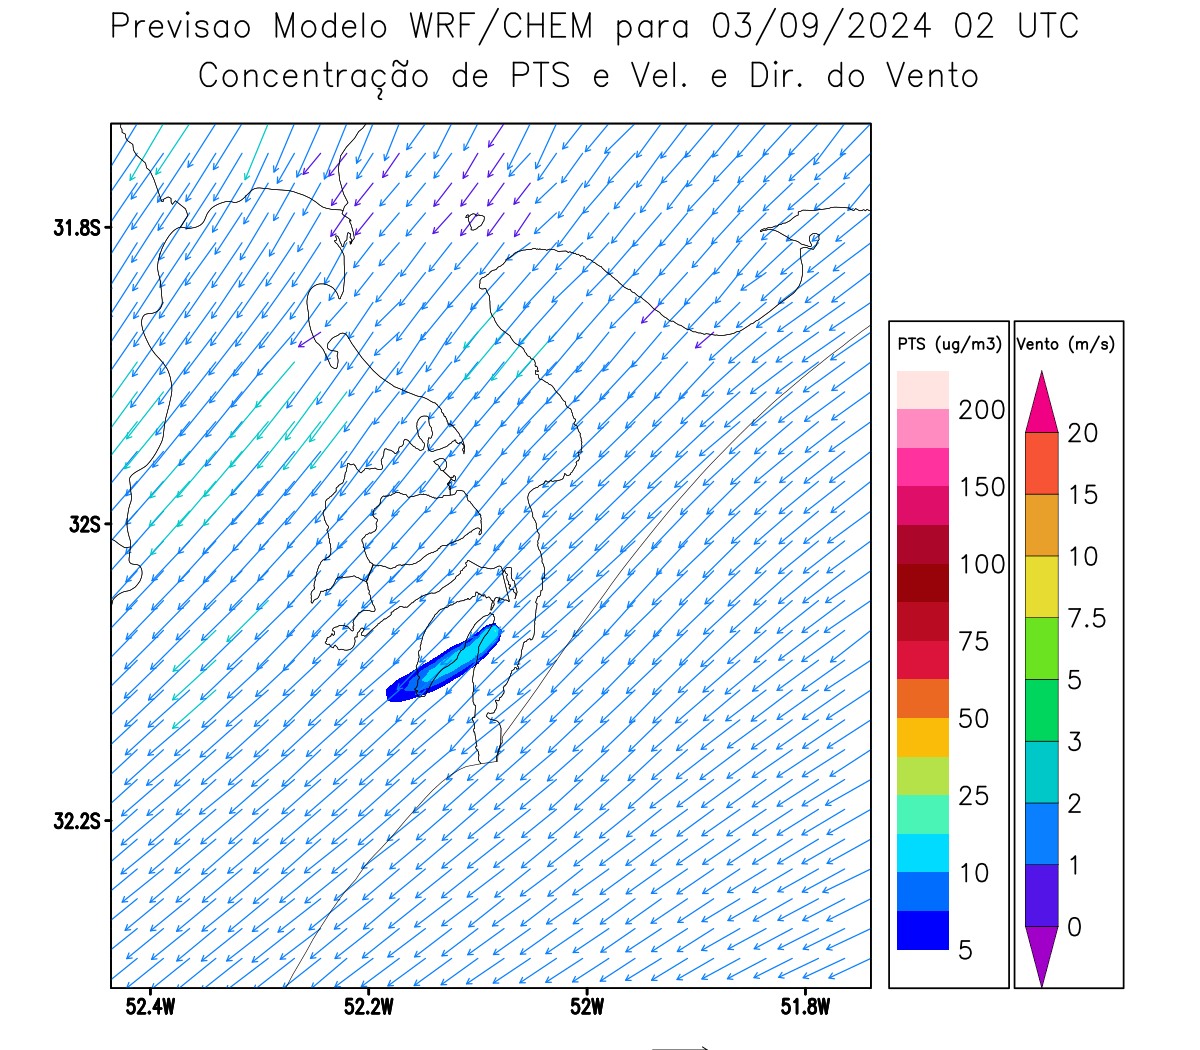 Previsao Modelo WRF/CHEM para 03/09/2024 02 UTC
Concentração de PTS e Vel. e Dir. do Vento
31.8S
32S
32.2S
52.4W
52.2W
52W
51.8W
PTS (ug/m3)
200
150
100
75
50
25
10
5
Vento (m/s)
20
15
10
7.5
5
3
2
1
0